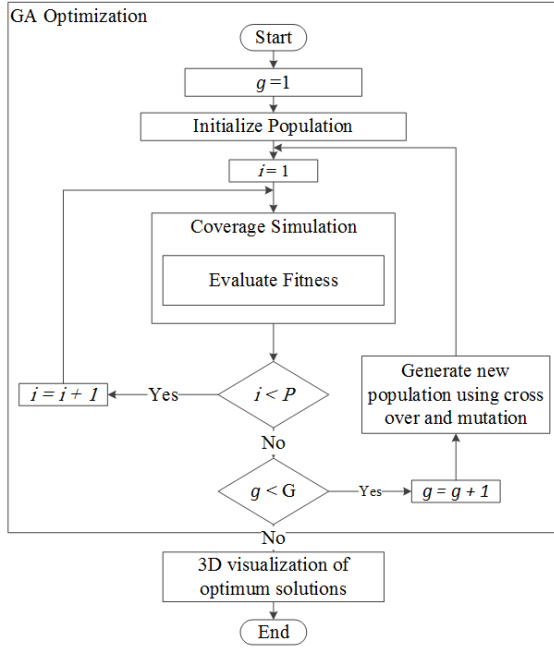 GA Optimization
Start
g=1
Initialize Population
i= 1
Coverage Simulation
Evaluate Fitness
i < P
Yes
i = i + 1
No
Generate new
population using cross
over and mutation
g < G
Yes
g = g + 1
No
3D visualization of
optimum solutions
End